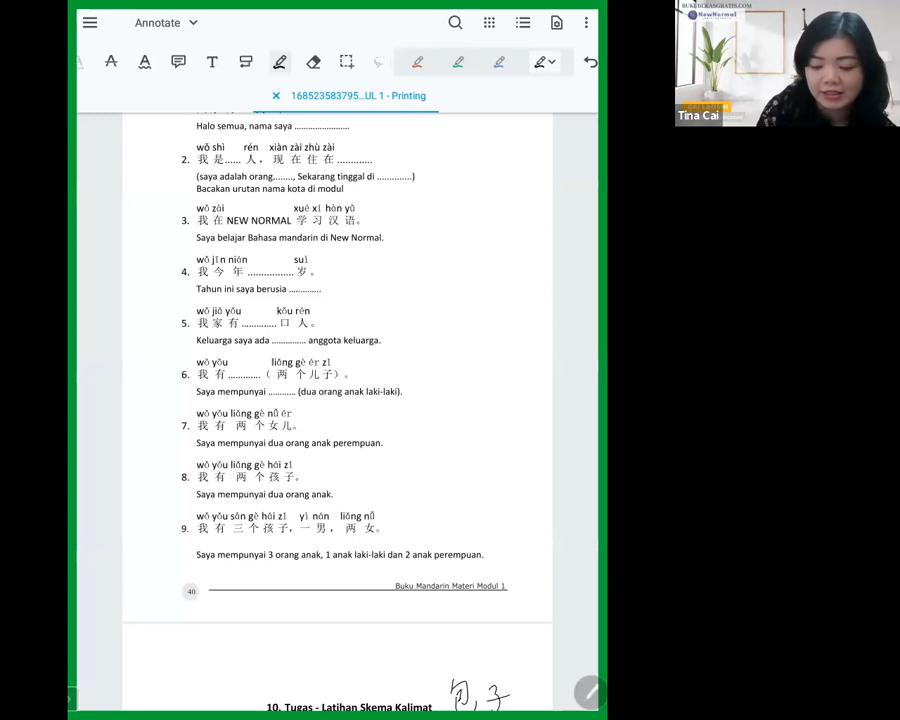 Annotate
168523583795...UL 1 - Printing
Halo semua, nama saya ......................
wǒ shì rén xiàn zài zhù zài
2. 我 是...... 人， 现 在 住 在 ............
(saya adalah orang........, Sekarang tinggal di ..............)
Bacakan urutan nama kota di modul
wǒ zài xué xí hàn yǔ
3. 我 在 NEW NORMAL 学 习 汉 语。
Saya belajar Bahasa mandarin di New Normal.
wǒ jīn nián suì
4. 我 今 年 ................ 岁 。
Tahun ini saya berusia .............
wǒ jiā yǒu kǒu rén
5. 我 家 有 ............. 口 人 。
Keluarga saya ada .............. anggota keluarga.
wǒ yǒu liǎng gè ér zǐ
6. 我 有 ............. （ 两 个 儿 子）。
Saya mempunyai ............ (dua orang anak laki-laki).
wǒ yǒu liǎng gè nǚ ér
7. 我 有 两 个 女 儿。
Saya mempunyai dua orang anak perempuan.
wǒ yǒu liǎng gè hái zǐ
8. 我 有 两 个 孩 子。
Saya mempunyai dua orang anak.
wǒ yǒu sān gè hái zǐ yì nán liǎng nǚ
9. 我 有 三 个 孩 子， 一 男 ， 两 女。
Saya mempunyai 3 orang anak, 1 anak laki-laki dan 2 anak perempuan.
40 Buku Mandarin Materi Modul 1
10. Tugas - Latihan Skema Kalimat
BUKUDIKASGRATIS.COM
NewNormal
Tina Cai